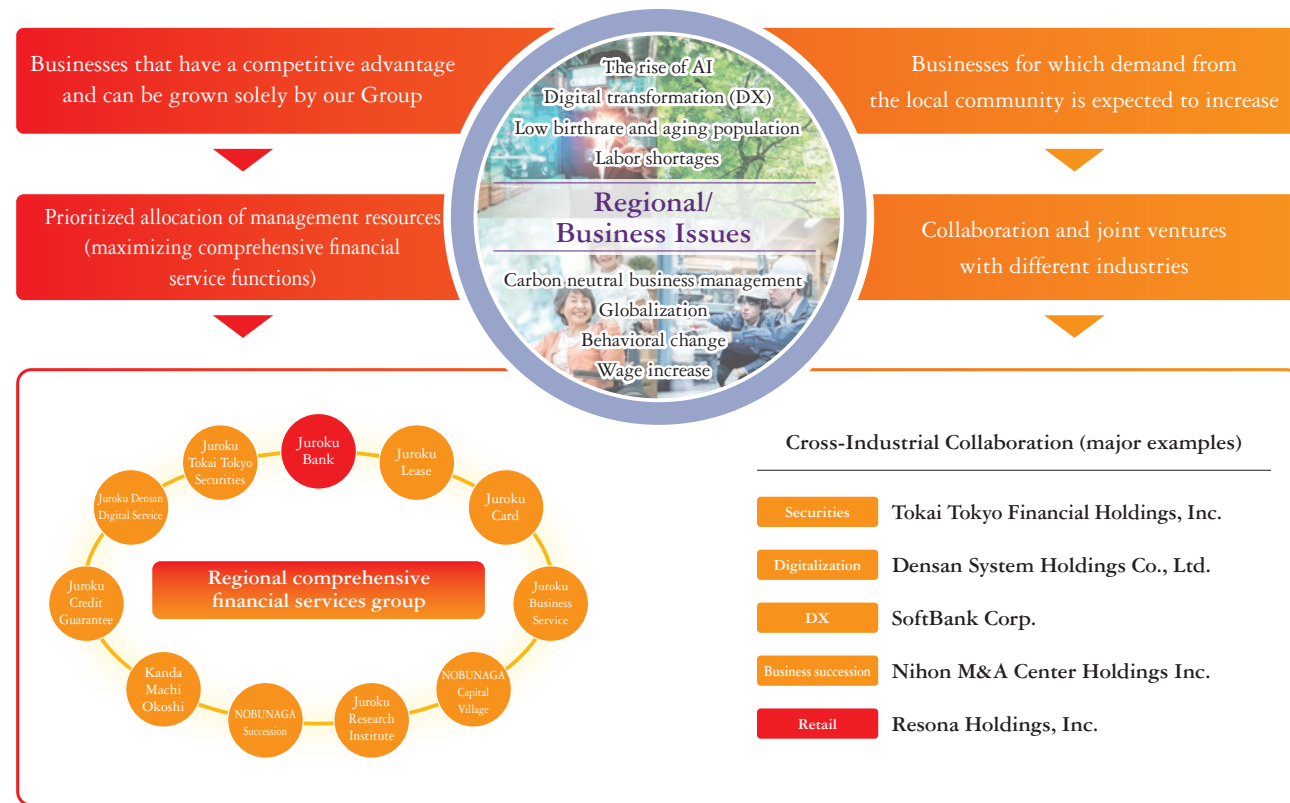 Businesses that have a competitive advantage
and can be grown solely by our Group
Prioritized allocation of management resources
(maximizing comprehensive financial
service functions)
The rise of AI
Digital transformation (DX)
Low birthrate and aging population
Labor shortages
Regional/
Business Issues
Carbon neutral business management
Globalization
Behavioral change
Wage increase
Businesses for which demand from
the local community is expected to increase
Collaboration and joint ventures
with different industries
Juroku
Bank
Juroku
Lease
Juroku
Card
Juroku
Business
Service
NOBUNAGA
Capital
Village
Juroku
Research
Institute
NOBUNAGA
Succession
Kanda
Machi
Okoshi
Juroku
Credit
Guarantee
Juroku Densan
Digital Service
Juroku
Tokai Tokyo
Securities
Regional comprehensive
financial services group
Cross-Industrial Collaboration (major examples)
Securities Tokai Tokyo Financial Holdings, Inc.
Digitalization Densan System Holdings Co., Ltd.
DX SoftBank Corp.
Business succession Nihon M&A Center Holdings Inc.
Retail Resona Holdings, Inc.